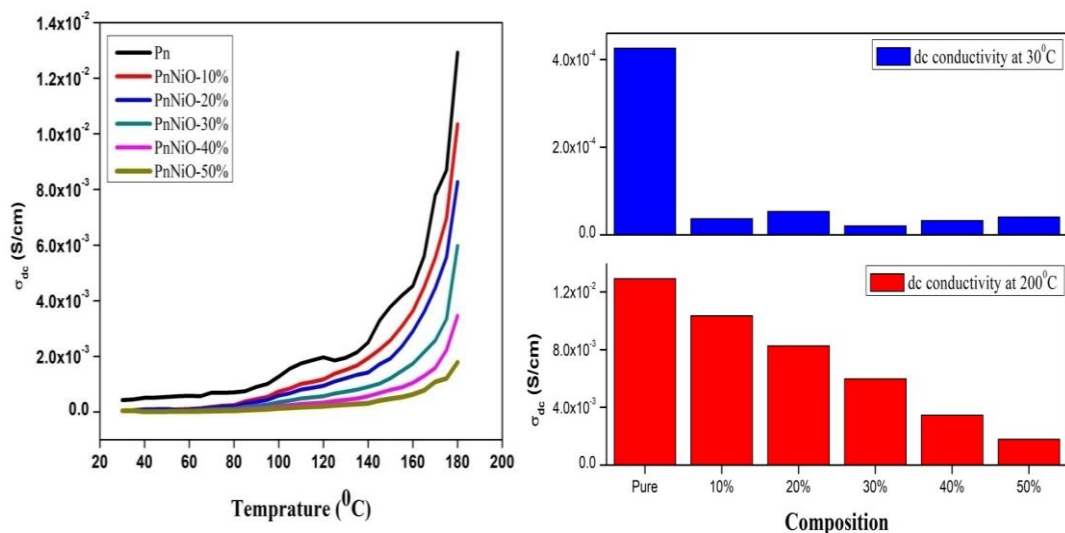 1.4x10⁻²
1.2x10⁻²
1.0x10⁻²
8.0x10⁻³
6.0x10⁻³
4.0x10⁻³
2.0x10⁻³
0.0
σdc (S/cm)
Pn
PnNiO-10%
PnNiO-20%
PnNiO-30%
PnNiO-40%
PnNiO-50%
20 40 60 80 100 120 140 160 180 200
Temprature (⁰C)
4.0x10⁻⁴
2.0x10⁻⁴
0.0
dc conductivity at 30⁰C
1.2x10⁻²
8.0x10⁻³
4.0x10⁻³
0.0
σdc (S/cm)
dc conductivity at 200⁰C
Pure 10% 20% 30% 40% 50%
Composition